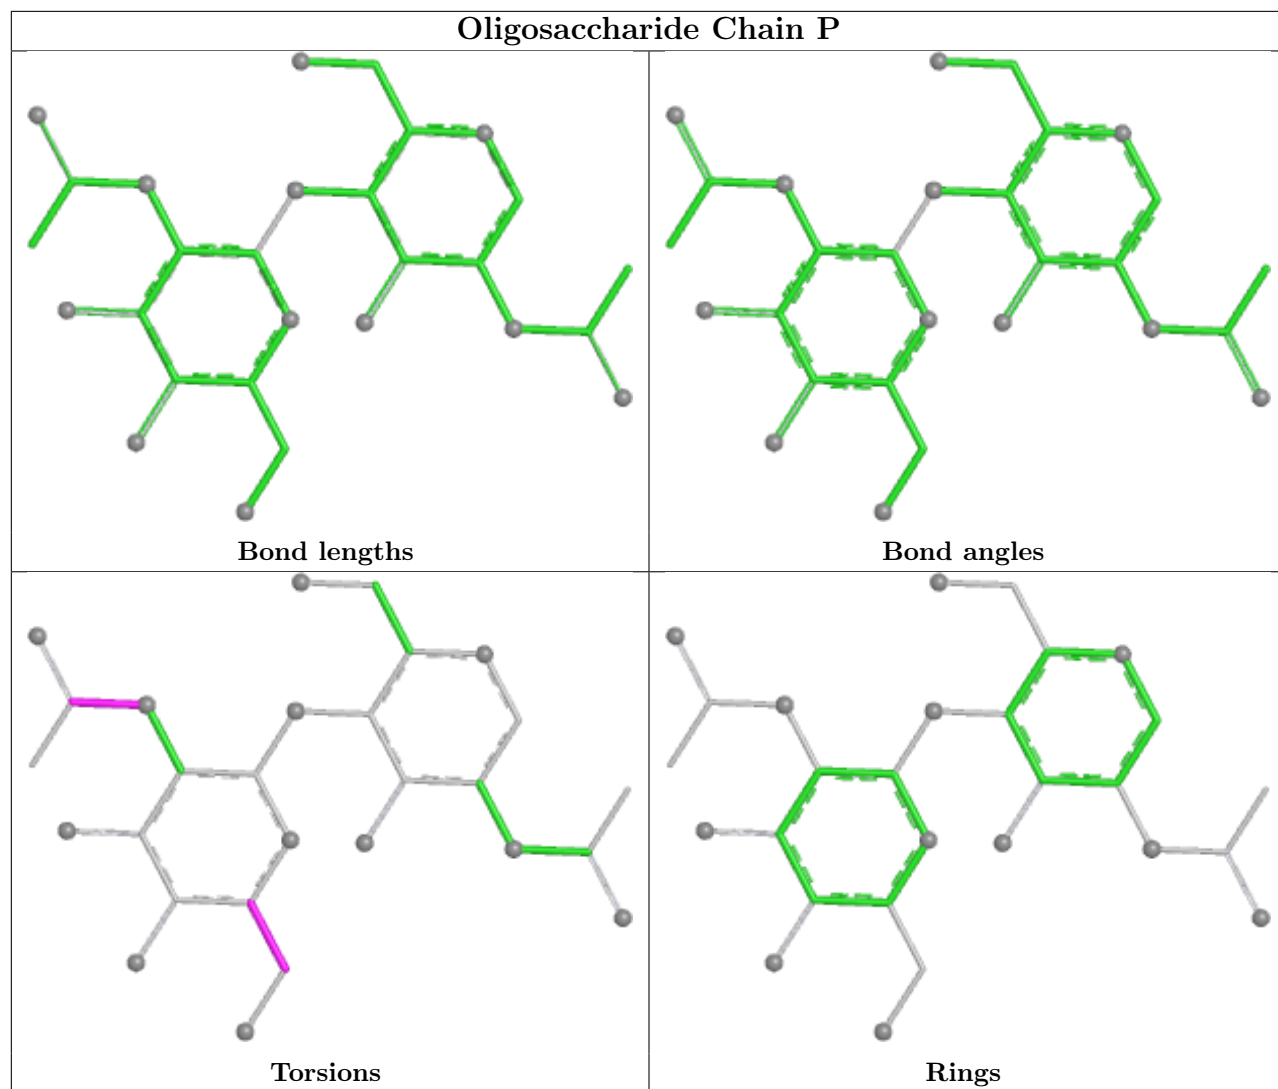 Oligosaccharide Chain P
Bond lengths
Bond angles
Torsions
Rings